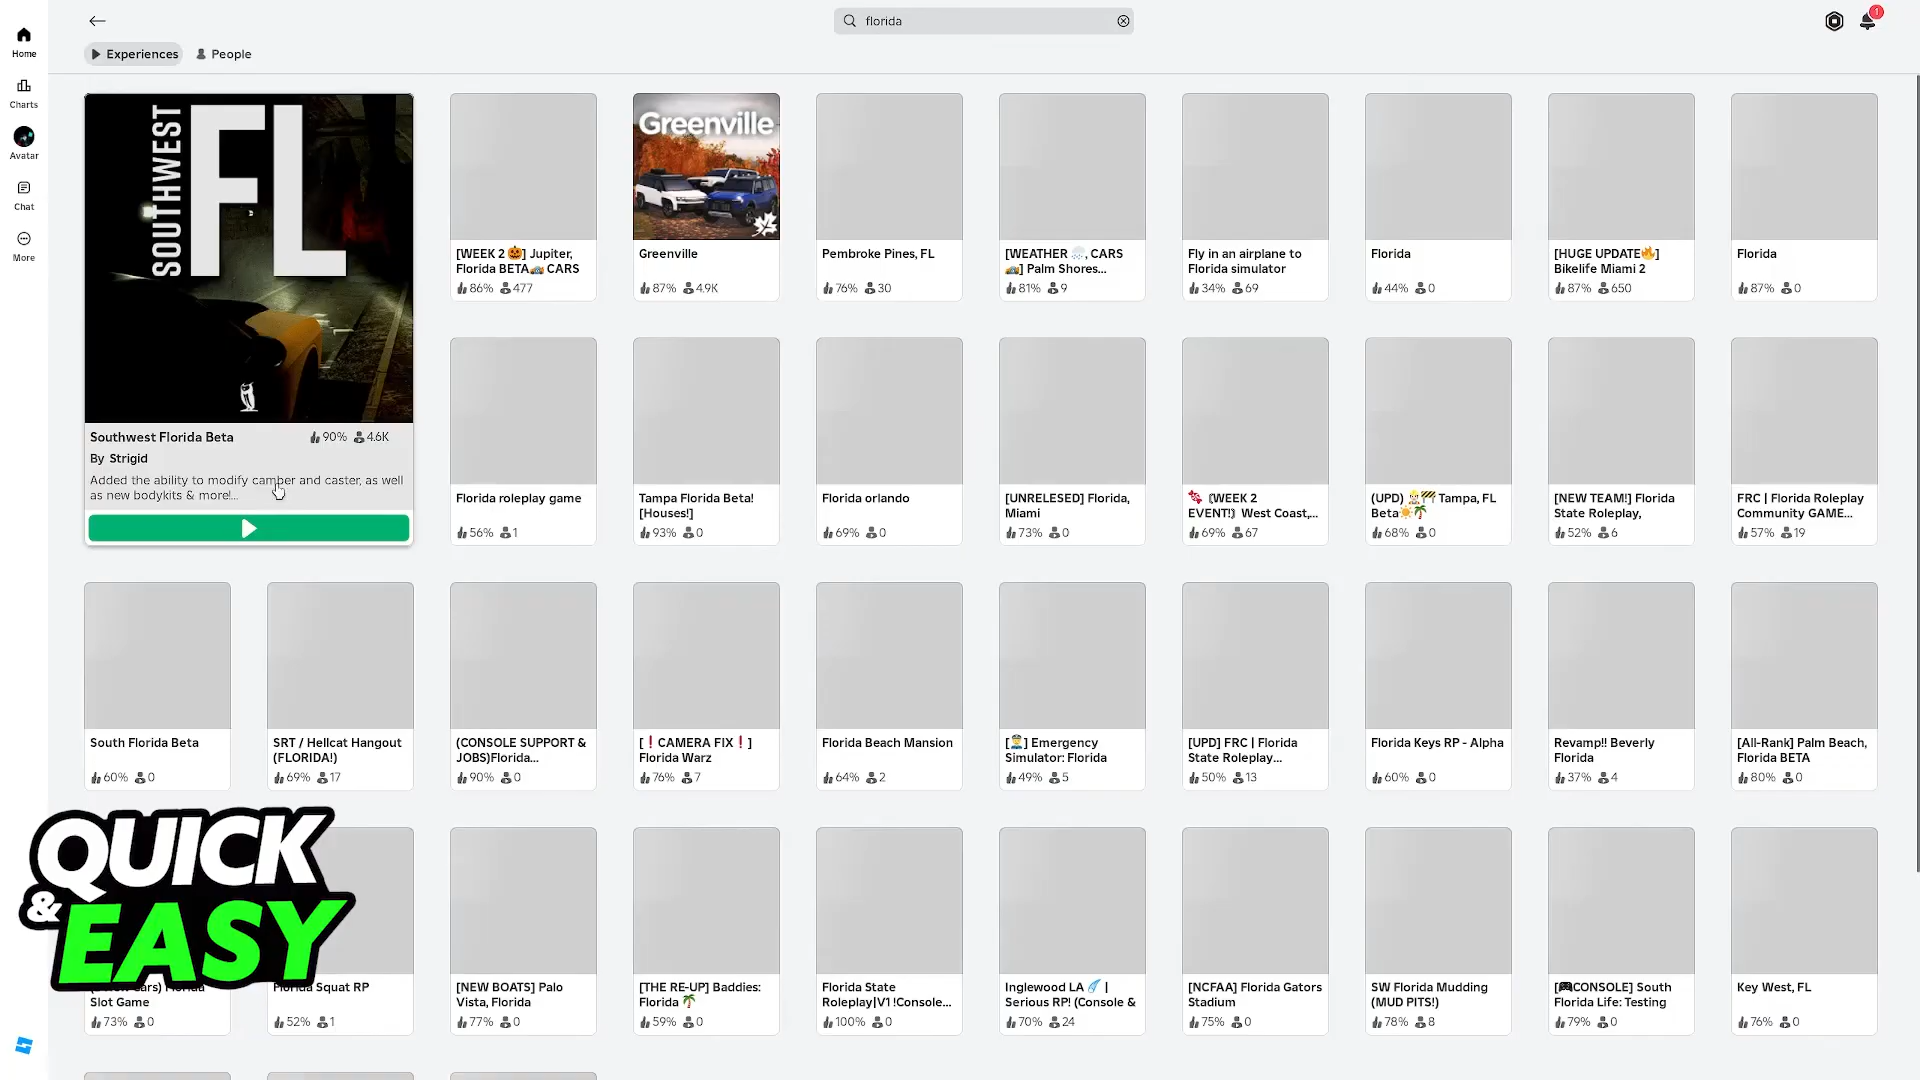 florida
1
Home
Charts
Avatar
Chat
More
Experiences
People
SOUTHWEST
FL
Southwest Florida Beta
90% 4.6K
By Strigid
Added the ability to modify camber and caster, as well
as new bodykits & more!...
[WEEK 2 🎃] Jupiter,
Florida BETA🚓 CARS
86% 477
Greenville
Greenville
87% 4.9K
Pembroke Pines, FL
76% 30
[WEATHER 🌨️, CARS
🚓] Palm Shores...
81% 9
Fly in an airplane to
Florida simulator
34% 69
Florida
44% 0
[HUGE UPDATE🔥]
Bikelife Miami 2
87% 650
Florida
87% 0
Florida roleplay game
56% 1
Tampa Florida Beta!
[Houses!]
93% 0
Florida orlando
69% 0
[UNRELESED] Florida,
Miami
73% 0
🍬 〖WEEK 2
EVENT!〗 West Coast,...
69% 67
(UPD) 👷🚧 Tampa, FL
Beta☀️🌴
68% 0
[NEW TEAM!] Florida
State Roleplay,
52% 6
FRC | Florida Roleplay
Community GAME...
57% 19
South Florida Beta
60% 0
SRT / Hellcat Hangout
(FLORIDA!)
69% 17
(CONSOLE SUPPORT &
JOBS)Florida...
90% 0
[❗CAMERA FIX❗]
Florida Warz
76% 7
Florida Beach Mansion
64% 2
[👮] Emergency
Simulator: Florida
49% 5
[UPD] FRC | Florida
State Roleplay...
50% 13
Florida Keys RP - Alpha
60% 0
Revamp!! Beverly
Florida
37% 4
[All-Rank] Palm Beach,
Florida BETA
80% 0
QUICK
& EASY
Florida
Slot Game
73% 0
Florida Squat RP
52% 1
[NEW BOATS] Palo
Vista, Florida
77% 0
[THE RE-UP] Baddies:
Florida 🌴
59% 0
Florida State
Roleplay|V1 !Console...
100% 0
Inglewood LA ☄️ |
Serious RP! (Console &
70% 24
[NCFAA] Florida Gators
Stadium
75% 0
SW Florida Mudding
(MUD PITS!)
78% 8
[🎮CONSOLE] South
Florida Life: Testing
79% 0
Key West, FL
76% 0